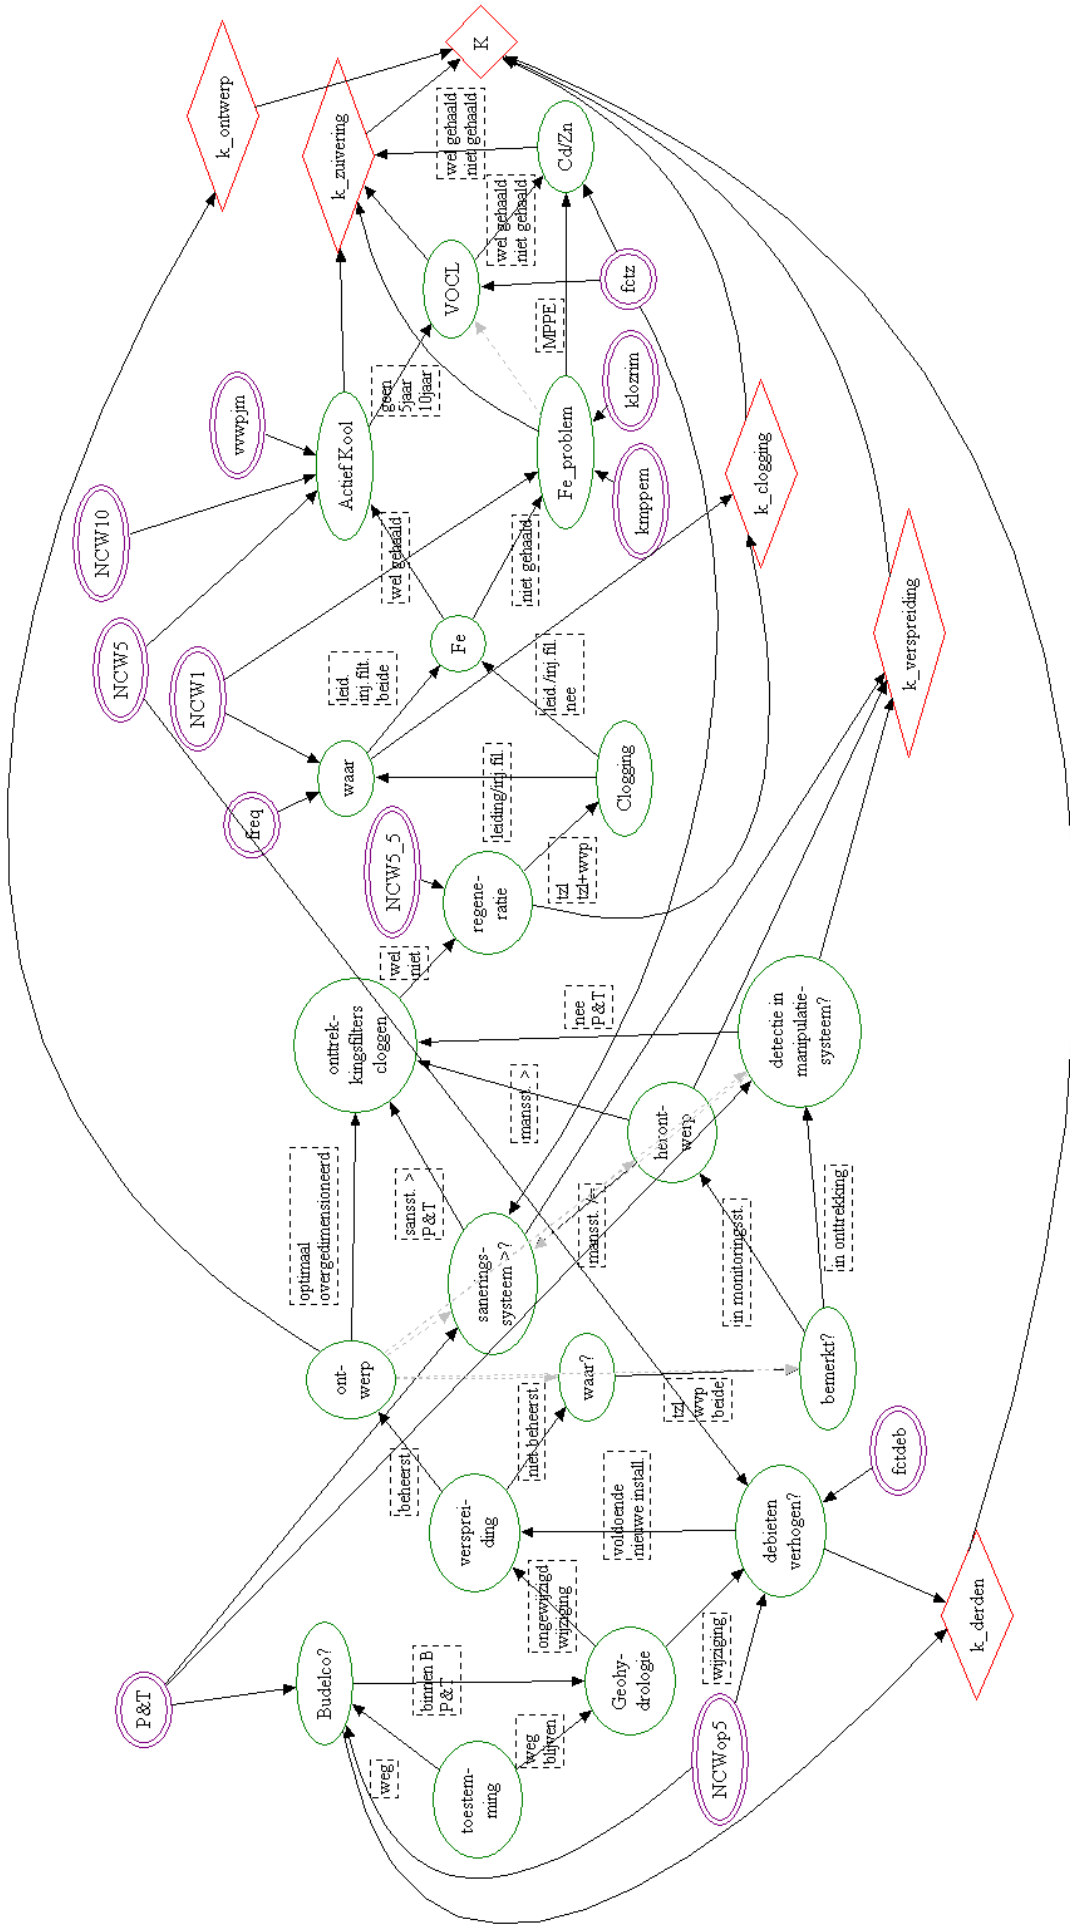 k_ontwerp
K
k_zuivering
wel gehaald
niet gehaald
Cd/Zn
wel gehaald
niet gehaald
VOCL
fctz
MPPE
geen
5jaar
10jaar
vvwpjm
Actief Kool
klozrim
Fe_problem
kmppem
k_clogging
NCW10
wel gehaald
niet gehaald
NCW5
NCW1
Fe
leid.
inj. filt.
beide
leid./inj. fil.
nee
k_verspreiding
waar
freq
leiding/inj. fil.
Clogging
NCW5_5
regene-
ratie
tzl
tzl+wvp
wel
niet
onttrek-
kingsfilters
cloggen
nee
P&T
detectie in
manipulatie-
systeem?
mansst. >
heront-
werp
optimaal
overgedimensioneerd
sansst. >
P&T
sanerings-
systeem >?
mansst. /=
in monitoringsst.
in onttrekking
ont-
werp
waar?
bemerkt?
tzl
wvp
beide
niet beheerst
beheerst
fctdeb
versprei-
ding
voldoende
nieuwe install.
debieten
verhogen?
k_derden
ongewijzigd
wijziging
wijziging
P&T
Budelco?
binnen B
P&T
Geohy-
drologie
weg
blijven
weg
toestem-
ming
NCWop5